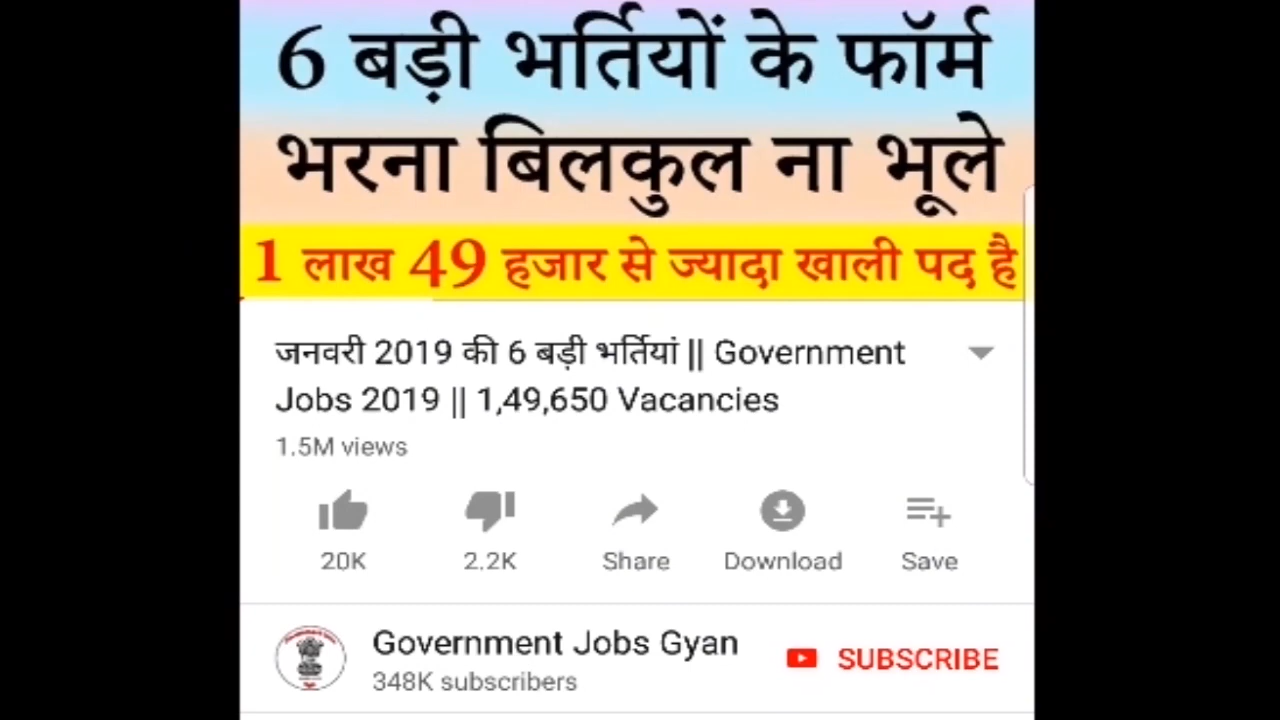 6 बड़ी भर्तियों के फॉर्म
भरना बिलकुल ना भूले
1 लाख 49 हजार से ज्यादा खाली पद है
जनवरी 2019 की 6 बड़ी भर्तियां || Government
Jobs 2019 || 1,49,650 Vacancies
1.5M views
20K 2.2K Share Download Save
Government Jobs Gyan
348K subscribers
SUBSCRIBE